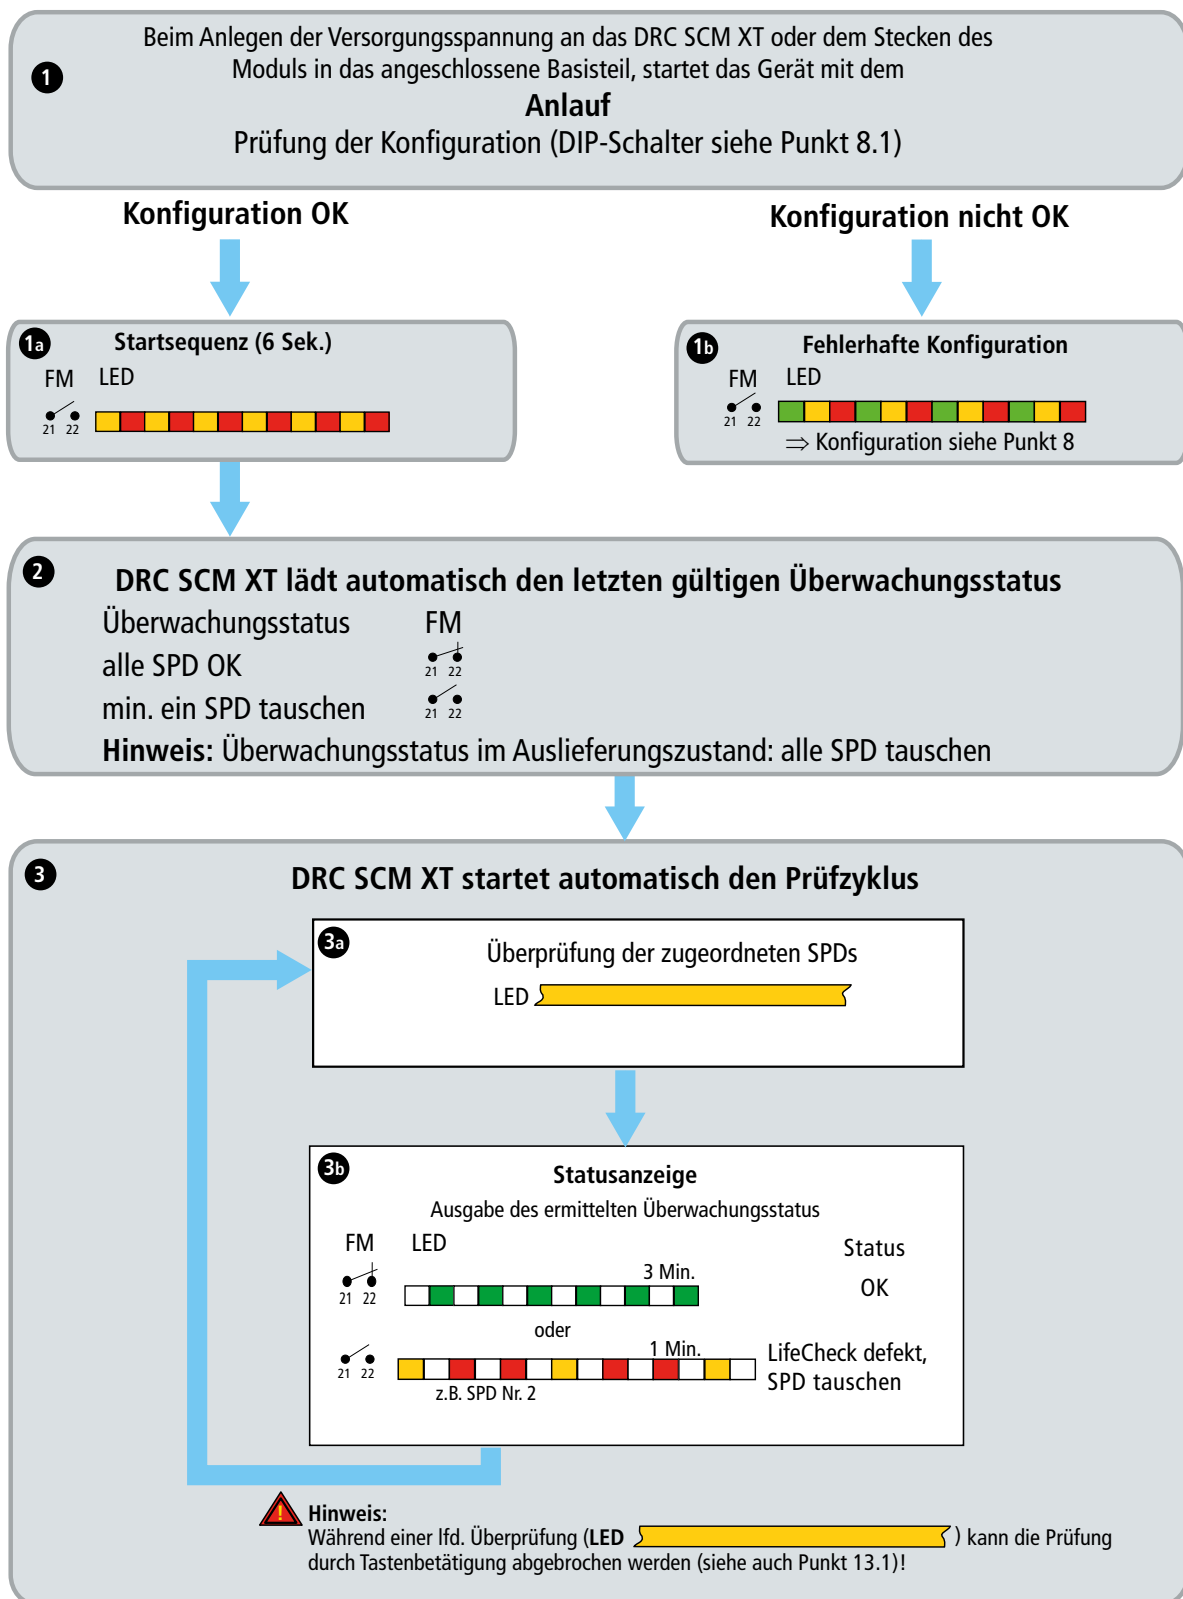 1
Beim Anlegen der Versorgungsspannung an das DRC SCM XT oder dem Stecken des
Moduls in das angeschlossene Basisteil, startet das Gerät mit dem
Anlauf
Prüfung der Konfiguration (DIP-Schalter siehe Punkt 8.1)
Konfiguration OK
Konfiguration nicht OK
1a
Startsequenz (6 Sek.)
FM LED
21 22
1b
Fehlerhafte Konfiguration
FM LED
21 22
⇒ Konfiguration siehe Punkt 8
2
DRC SCM XT lädt automatisch den letzten gültigen Überwachungsstatus
Überwachungsstatus FM
alle SPD OK
21 22
min. ein SPD tauschen
21 22
Hinweis: Überwachungsstatus im Auslieferungszustand: alle SPD tauschen
3
DRC SCM XT startet automatisch den Prüfzyklus
3a
Überprüfung der zugeordneten SPDs
LED
3b
Statusanzeige
Ausgabe des ermittelten Überwachungsstatus
FM LED Status
3 Min.
21 22
OK
oder
1 Min.
21 22
LifeCheck defekt,
SPD tauschen
z.B. SPD Nr. 2
Hinweis:
Während einer lfd. Überprüfung (LED ) kann die Prüfung
durch Tastenbetätigung abgebrochen werden (siehe auch Punkt 13.1)!